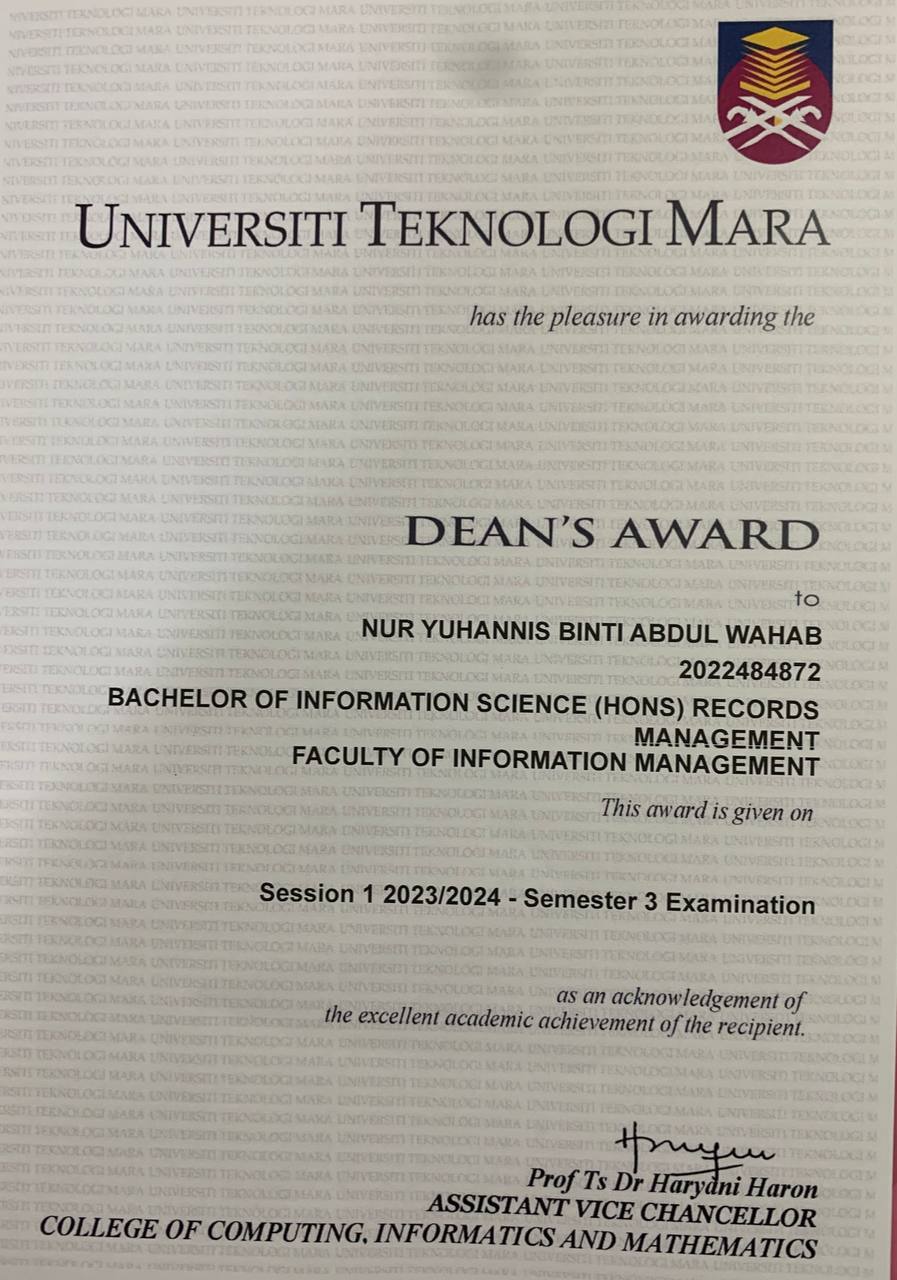 UNIVERSITI TEKNOLOGI MARA
has the pleasure in awarding the
DEAN'S AWARD
to
NUR YUHANNIS BINTI ABDUL WAHAB
2022484872
BACHELOR OF INFORMATION SCIENCE (HONS) RECORDS
MANAGEMENT
FACULTY OF INFORMATION MANAGEMENT
This award is given on
Session 1 2023/2024 - Semester 3 Examination
as an acknowledgement of
the excellent academic achievement of the recipient.
Prof Ts Dr Haryani Haron
ASSISTANT VICE CHANCELLOR
COLLEGE OF COMPUTING, INFORMATICS AND MATHEMATICS